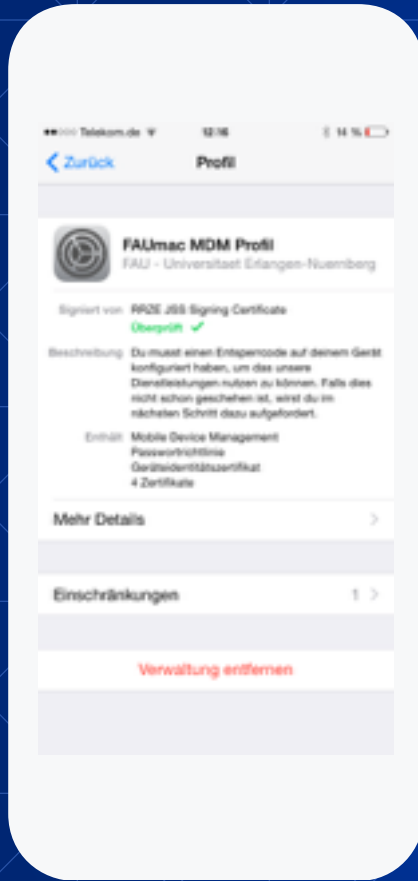 Telekom.de 12:16 14 %
Zurück Profil
FAUmac MDM Profil
FAU - Universitaet Erlangen-Nuernberg
Signiert von RRZE JSS Signing Certificate
Überprüft ✓
Beschreibung Du musst einen Entsperrcode auf deinem Gerät
konfiguriert haben, um das unsere
Dienstleistungen nutzen zu können. Falls dies
nicht schon geschehen ist, wirst du im
nächsten Schritt dazu aufgefordert.
Enthält Mobile Device Management
Passwortrichtlinie
Geräteidentitätszertifikat
4 Zertifikate
Mehr Details
Einschränkungen 1
Verwaltung entfernen